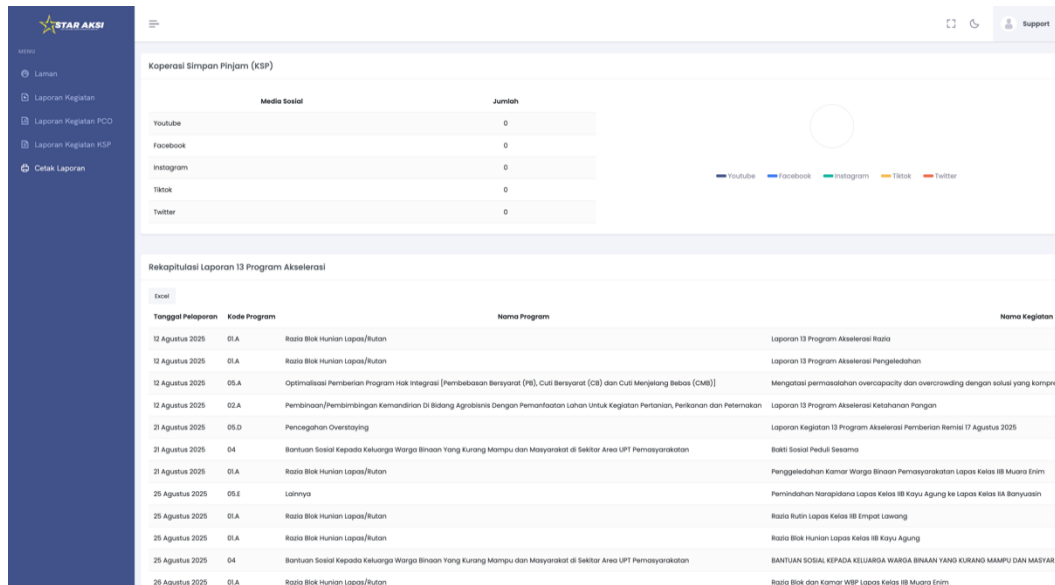 STAR AKSI
Support
MENU
Laman
Laporan Kegiatan
Laporan Kegiatan PCO
Laporan Kegiatan KSP
Cetak Laporan
Koperasi Simpan Pinjam (KSP)
Media Sosial Jumlah
Youtube 0
Facebook 0
Instagram 0
Tiktok 0
Twitter 0
Youtube Facebook Instagram Tiktok Twitter
Rekapitulasi Laporan 13 Program Akselerasi
Excel
Tanggal Pelaporan Kode Program Nama Program Nama Kegiatan
12 Agustus 2025 01.A Razia Blok Hunian Lapas/Rutan Laporan 13 Program Akselerasi Razia
12 Agustus 2025 01.A Razia Blok Hunian Lapas/Rutan Laporan 13 Program Akselerasi Pengeledahan
12 Agustus 2025 05.A Optimalisasi Pemberian Program Hak Integrasi [Pembebasan Bersyarat (PB), Cuti Bersyarat (CB) dan Cuti Menjelang Bebas (CMB)] Mengatasi permasalahan overcapacity dan overcrowding dengan solusi yang kompre
12 Agustus 2025 02.A Pembinaan/Pembimbingan Kemandirian Di Bidang Agrobisnis Dengan Pemanfaatan Lahan Untuk Kegiatan Pertanian, Perikanan dan Peternakan Laporan 13 Program Akselerasi Ketahanan Pangan
21 Agustus 2025 05.D Pencegahan Overstaying Laporan Kegiatan 13 Program Akselerasi Pemberian Remisi 17 Agustus 2025
21 Agustus 2025 04 Bantuan Sosial Kepada Keluarga Warga Binaan Yang Kurang Mampu dan Masyarakat di Sekitar Area UPT Pemasyarakatan Bakti Sosial Peduli Sesama
21 Agustus 2025 01.A Razia Blok Hunian Lapas/Rutan Penggeledahan Kamar Warga Binaan Pemasyarakatan Lapas Kelas IIB Muara Enim
25 Agustus 2025 05.E Lainnya Pemindahan Narapidana Lapas Kelas IIB Kayu Agung ke Lapas Kelas IIA Banyuasin
25 Agustus 2025 01.A Razia Blok Hunian Lapas/Rutan Razia Rutin Lapas Kelas IIB Empat Lawang
25 Agustus 2025 01.A Razia Blok Hunian Lapas/Rutan Razia Blok Hunian Lapas Kelas IIB Kayu Agung
25 Agustus 2025 04 Bantuan Sosial Kepada Keluarga Warga Binaan Yang Kurang Mampu dan Masyarakat di Sekitar Area UPT Pemasyarakatan BANTUAN SOSIAL KEPADA KELUARGA WARGA BINAAN YANG KURANG MAMPU DAN MASYAR
26 Agustus 2025 01.A Razia Blok Hunian Lapas/Rutan Razia Blok dan Kamar WBP Lapas Kelas IIB Muara Enim